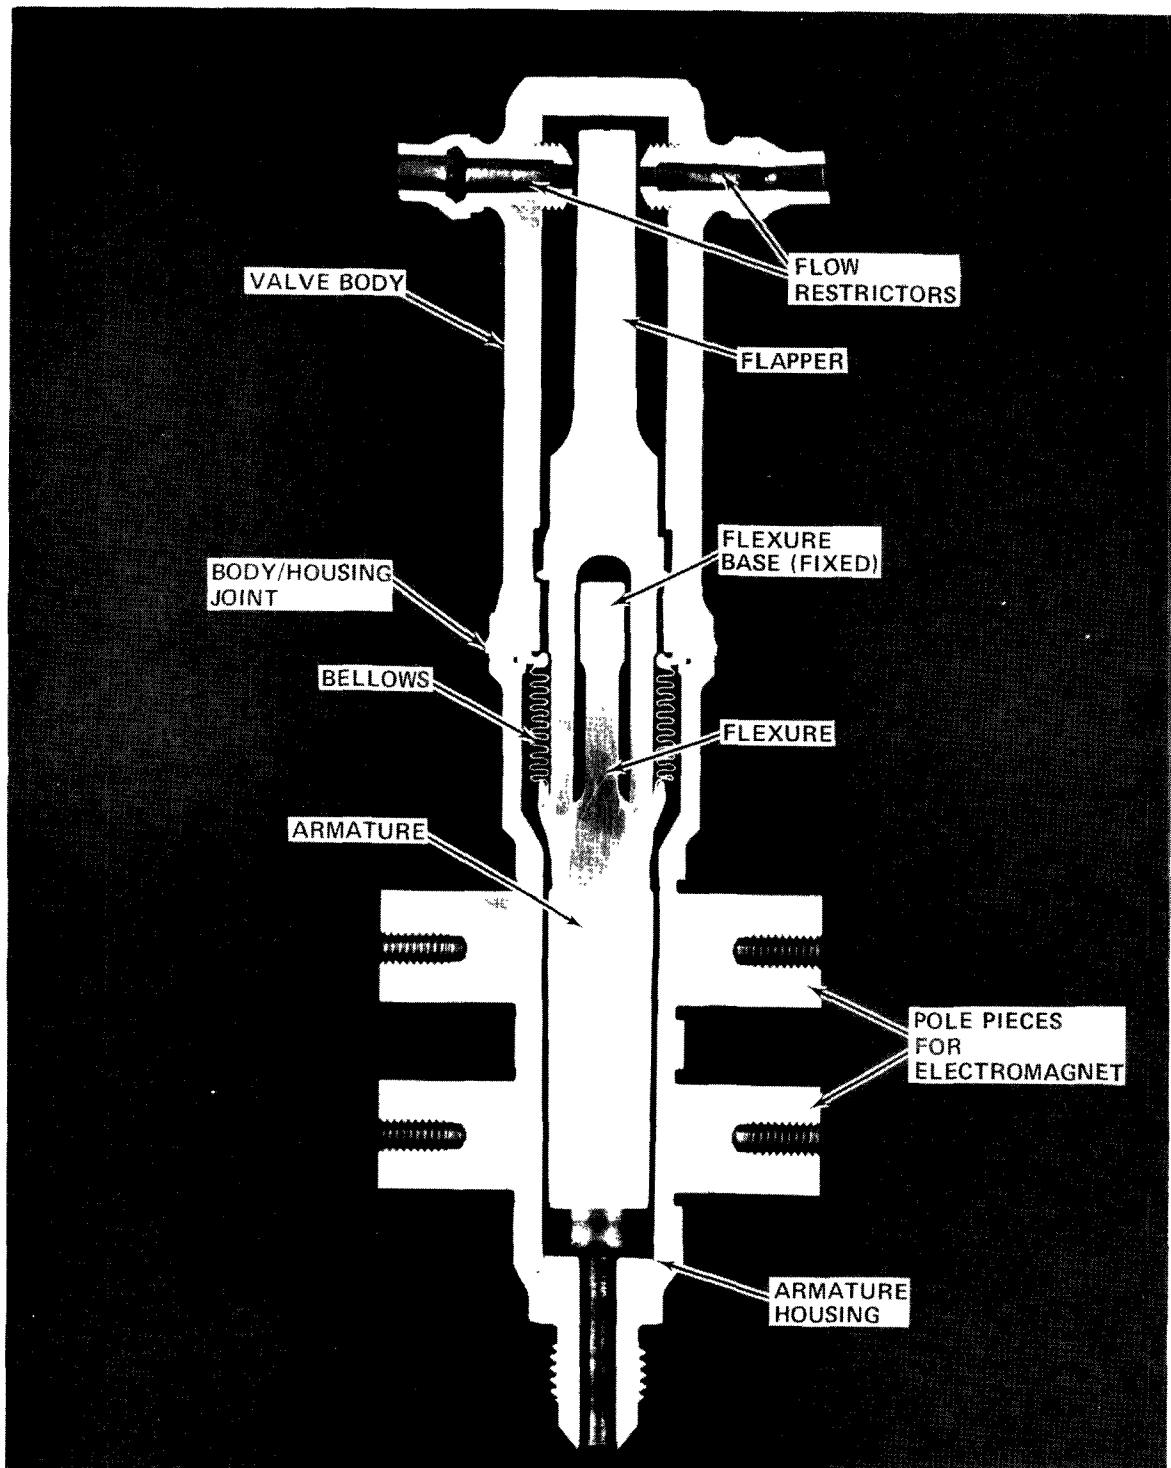 FLOW
RESTRICTORS
VALVE BODY
FLAPPER
FLEXURE
BASE (FIXED)
BODY/HOUSING
JOINT
BELLOWS
FLEXURE
ARMATURE
POLE PIECES
FOR
ELECTROMAGNET
ARMATURE
HOUSING